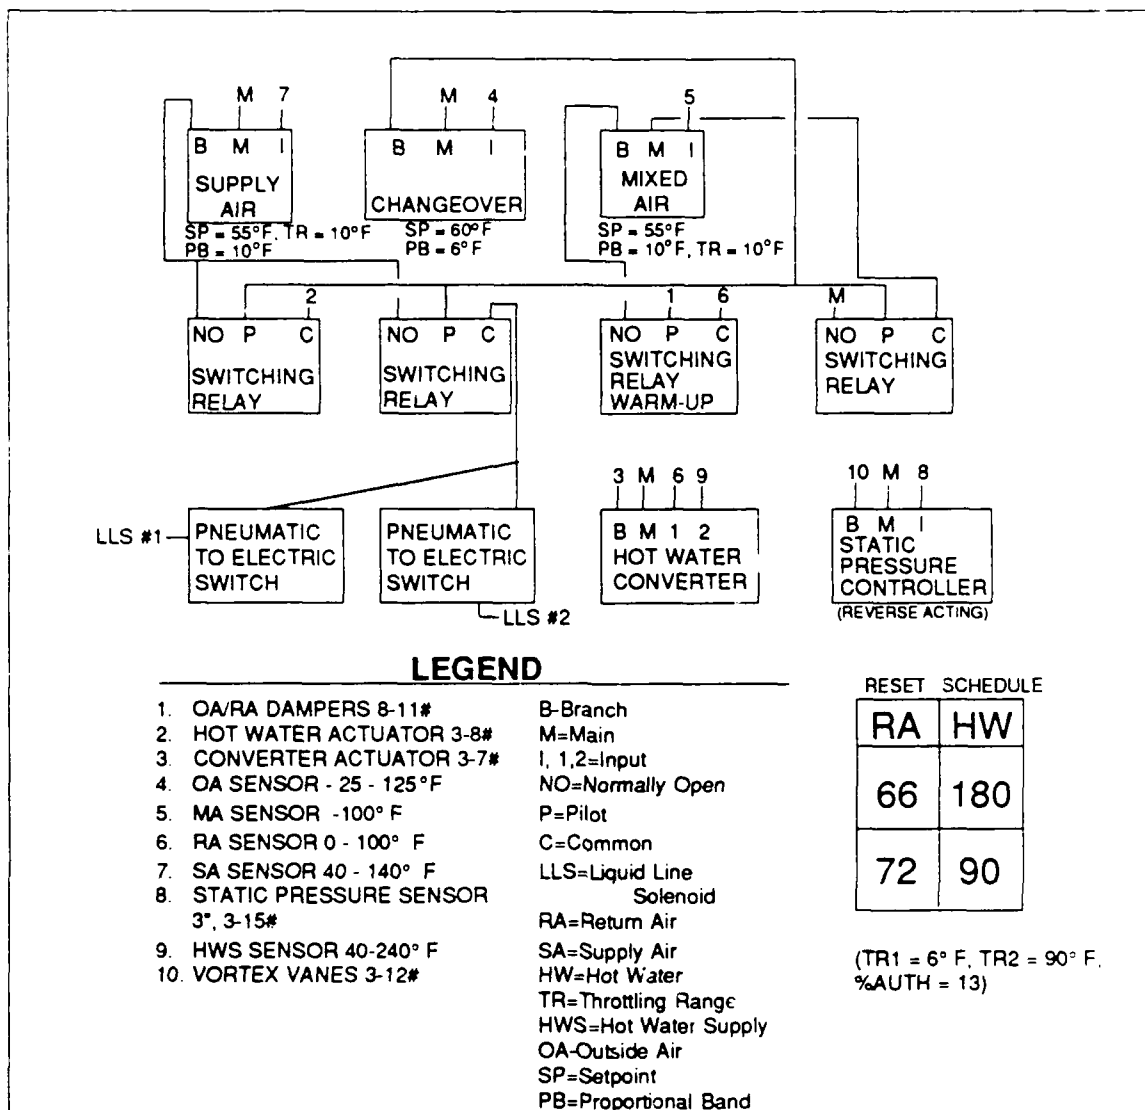 M 7 M 4 5
B M I
SUPPLY
AIR
SP = 55°F, TR = 10°F
PB = 10°F
B M I
CHANGEOVER
SP = 60°F
PB = 6°F
B M I
MIXED
AIR
SP = 55°F
PB = 10°F, TR = 10°F
2 1 6 M
NO P C
SWITCHING
RELAY
NO P C
SWITCHING
RELAY
NO P C
SWITCHING
RELAY
WARM-UP
NO P C
SWITCHING
RELAY
LLS #1
PNEUMATIC
TO ELECTRIC
SWITCH
PNEUMATIC
TO ELECTRIC
SWITCH
LLS #2
3 M 6 9
B M 1 2
HOT WATER
CONVERTER
10 M 8
B M I
STATIC
PRESSURE
CONTROLLER
(REVERSE ACTING)
LEGEND
1. OA/RA DAMPERS 8-11#
2. HOT WATER ACTUATOR 3-8#
3. CONVERTER ACTUATOR 3-7#
4. OA SENSOR - 25 - 125°F
5. MA SENSOR -100° F
6. RA SENSOR 0 - 100° F
7. SA SENSOR 40 - 140° F
8. STATIC PRESSURE SENSOR
3", 3-15#
9. HWS SENSOR 40-240° F
10. VORTEX VANES 3-12#
B-Branch
M=Main
I, 1,2=Input
NO=Normally Open
P=Pilot
C=Common
LLS=Liquid Line
Solenoid
RA=Return Air
SA=Supply Air
HW=Hot Water
TR=Throttling Range
HWS=Hot Water Supply
OA-Outside Air
SP=Setpoint
PB=Proportional Band
RESET SCHEDULE
RA HW
66 180
72 90
(TR1 = 6° F, TR2 = 90° F,
%AUTH = 13)